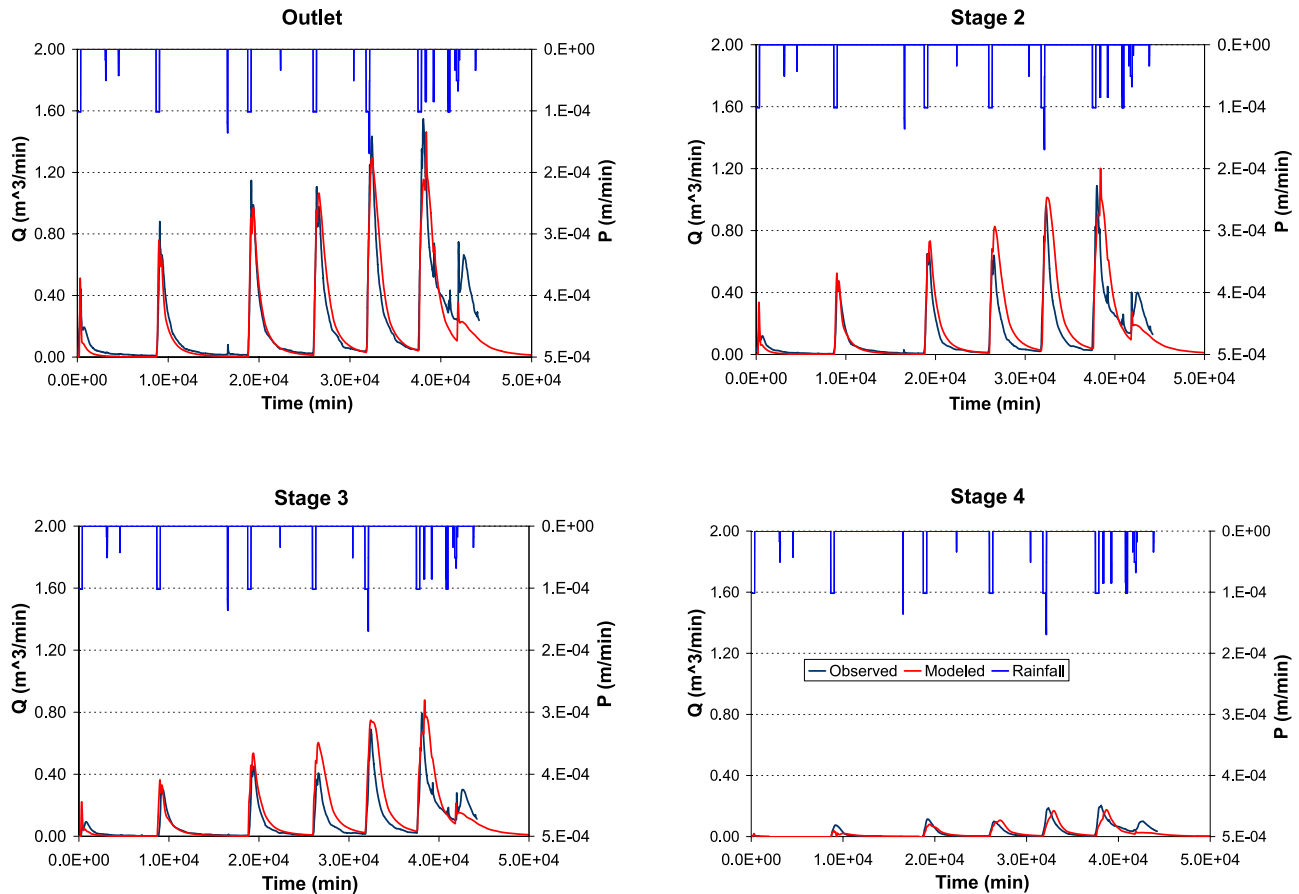 Outlet
2.00
1.60
1.20
0.80
0.40
0.00
Q (m^3/min)
0.E+00
1.E-04
2.E-04
3.E-04
4.E-04
5.E-04
P (m/min)
0.0E+00 1.0E+04 2.0E+04 3.0E+04 4.0E+04 5.0E+04
Time (min)
Stage 2
2.00
1.60
1.20
0.80
0.40
0.00
Q (m^3/min)
0.E+00
1.E-04
2.E-04
3.E-04
4.E-04
5.E-04
P (m/min)
0.0E+00 1.0E+04 2.0E+04 3.0E+04 4.0E+04 5.0E+04
Time (min)
Stage 3
2.00
1.60
1.20
0.80
0.40
0.00
Q (m^3/min)
0.E+00
1.E-04
2.E-04
3.E-04
4.E-04
5.E-04
P (m/min)
0.0E+00 1.0E+04 2.0E+04 3.0E+04 4.0E+04 5.0E+04
Time (min)
Stage 4
2.00
1.60
1.20
0.80
0.40
0.00
Q (m^3/min)
Observed Modeled Rainfall
0.E+00
1.E-04
2.E-04
3.E-04
4.E-04
5.E-04
P (m/min)
0.0E+00 1.0E+04 2.0E+04 3.0E+04 4.0E+04 5.0E+04
Time (min)